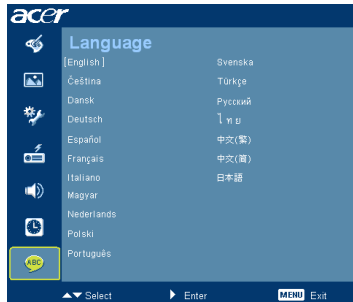 acer
Language
[English]
Čeština
Dansk
Deutsch
Español
Français
Italiano
Magyar
Nederlands
Polski
Português
Svenska
Türkçe
Русский
ไทย
中文(繁)
中文(简)
日本語
ABC
Select
Enter
MENU Exit